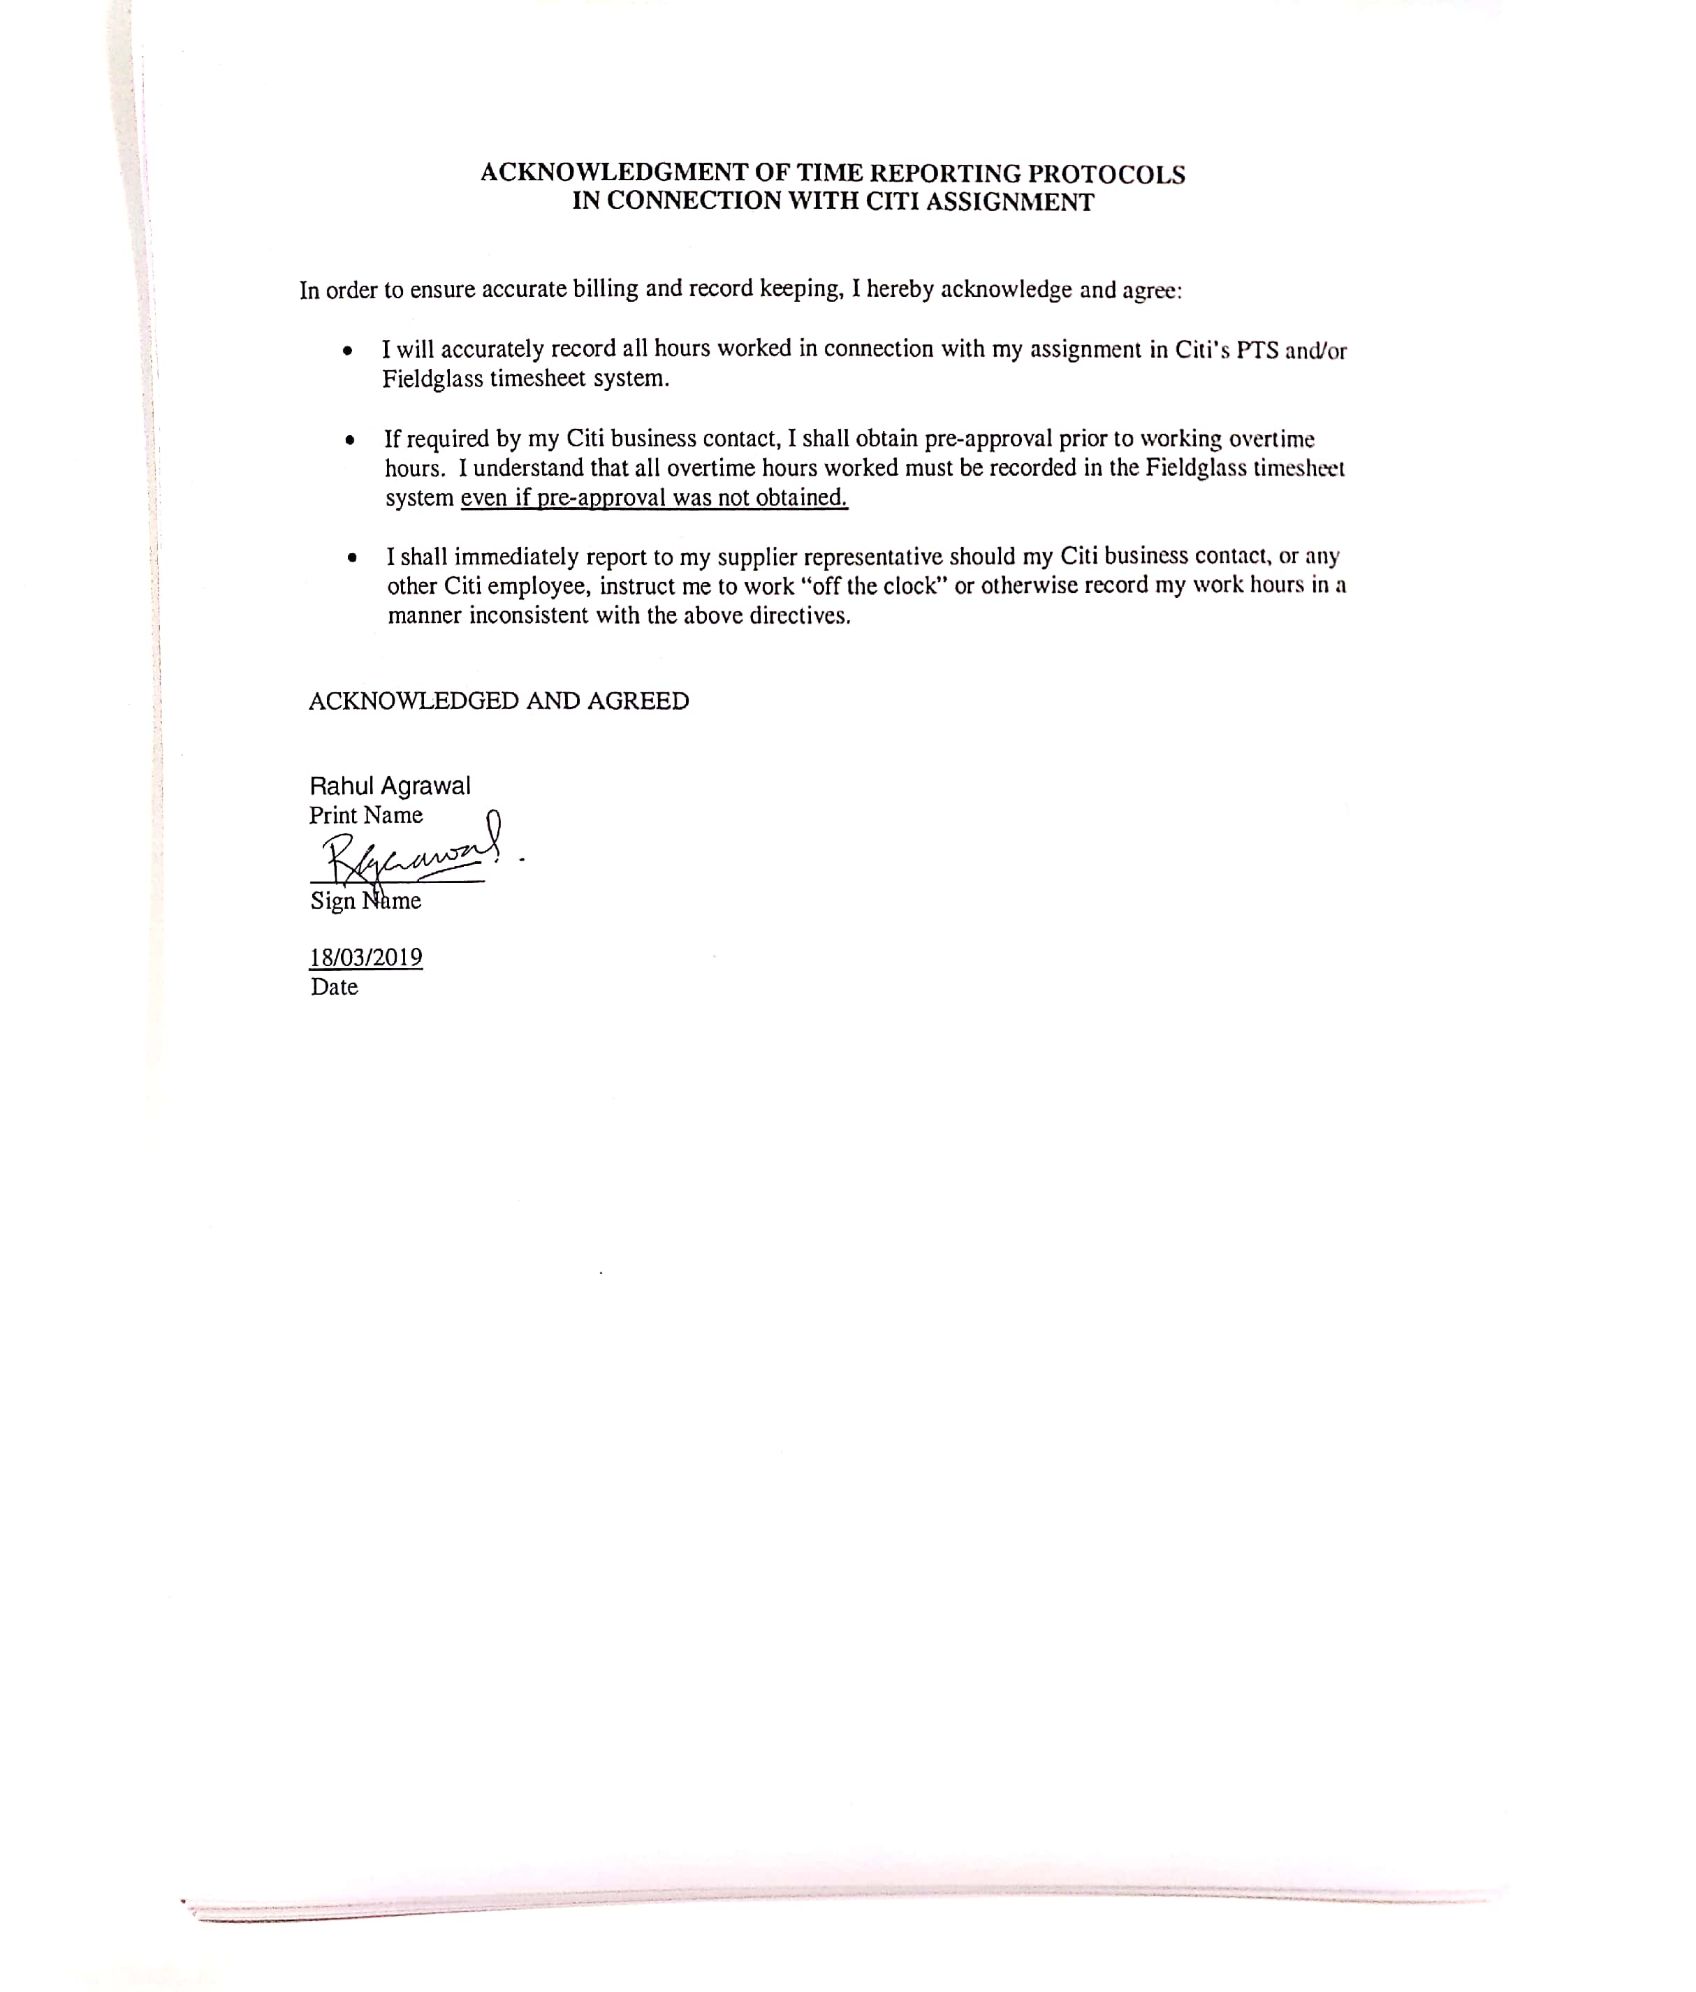 ACKNOWLEDGMENT OF TIME REPORTING PROTOCOLS
IN CONNECTION WITH CITI ASSIGNMENT
In order to ensure accurate billing and record keeping, I hereby acknowledge and agree:
• I will accurately record all hours worked in connection with my assignment in Citi's PTS and/or
Fieldglass timesheet system.
• If required by my Citi business contact, I shall obtain pre-approval prior to working overtime
hours. I understand that all overtime hours worked must be recorded in the Fieldglass timesheet
system even if pre-approval was not obtained.
• I shall immediately report to my supplier representative should my Citi business contact, or any
other Citi employee, instruct me to work “off the clock” or otherwise record my work hours in a
manner inconsistent with the above directives.
ACKNOWLEDGED AND AGREED
Rahul Agrawal
Print Name
RAgrawal.
Sign Name
18/03/2019
Date